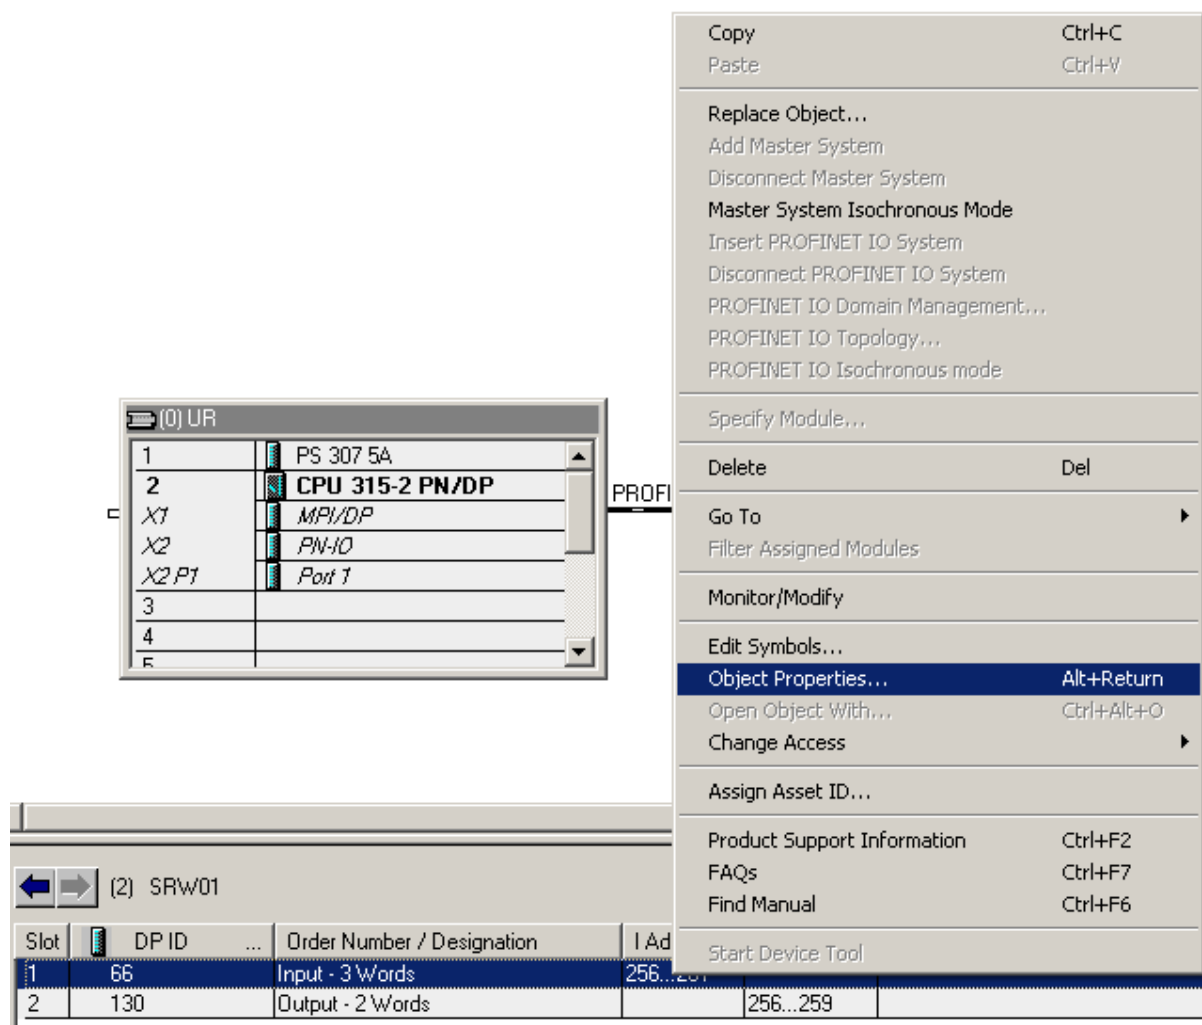 Copy Ctrl+C
Paste Ctrl+V
Replace Object...
Add Master System
Disconnect Master System
Master System Isochronous Mode
Insert PROFINET IO System
Disconnect PROFINET IO System
PROFINET IO Domain Management...
PROFINET IO Topology...
PROFINET IO Isochronous mode
Specify Module...
Delete Del
Go To
Filter Assigned Modules
Monitor/Modify
Edit Symbols...
Object Properties... Alt+Return
Open Object With... Ctrl+Alt+O
Change Access
Assign Asset ID...
Product Support Information Ctrl+F2
FAQs Ctrl+F7
Find Manual Ctrl+F6
Start Device Tool
(0) UR
1 PS 307 5A
2 CPU 315-2 PN/DP
X1 MPI/DP
X2 PN-IO
X2 P1 Port 1
3
4
5
PROFI
(2) SRW01
Slot DP ID ... Order Number / Designation I Ad
1 66 Input - 3 Words 256...261
2 130 Output - 2 Words 256...259